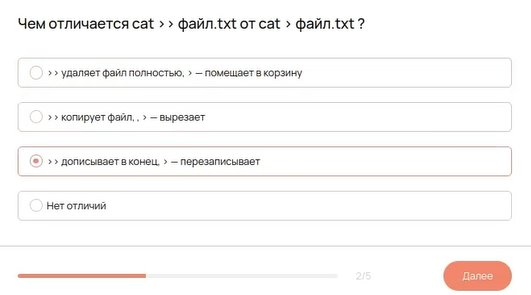 Чем отличается cat >> файл.txt от cat > файл.txt ?
>> удаляет файл полностью, > — помещает в корзину
>> копирует файл, , > — вырезает
>> дописывает в конец, > — перезаписывает
Нет отличий
2/5
Далее